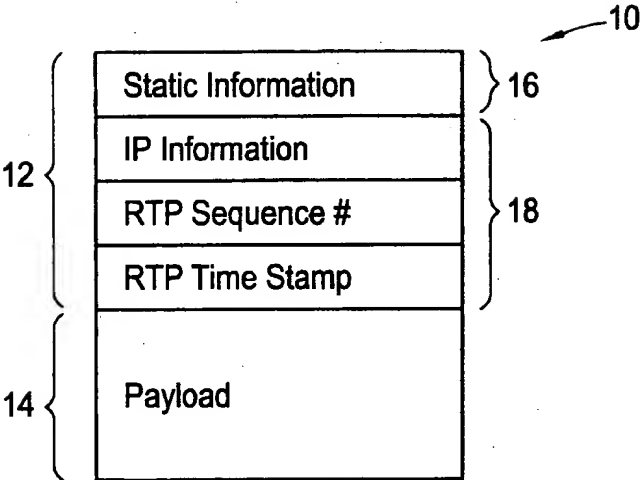 10
Static Information
16
IP Information
12
RTP Sequence #
18
RTP Time Stamp
14
Payload